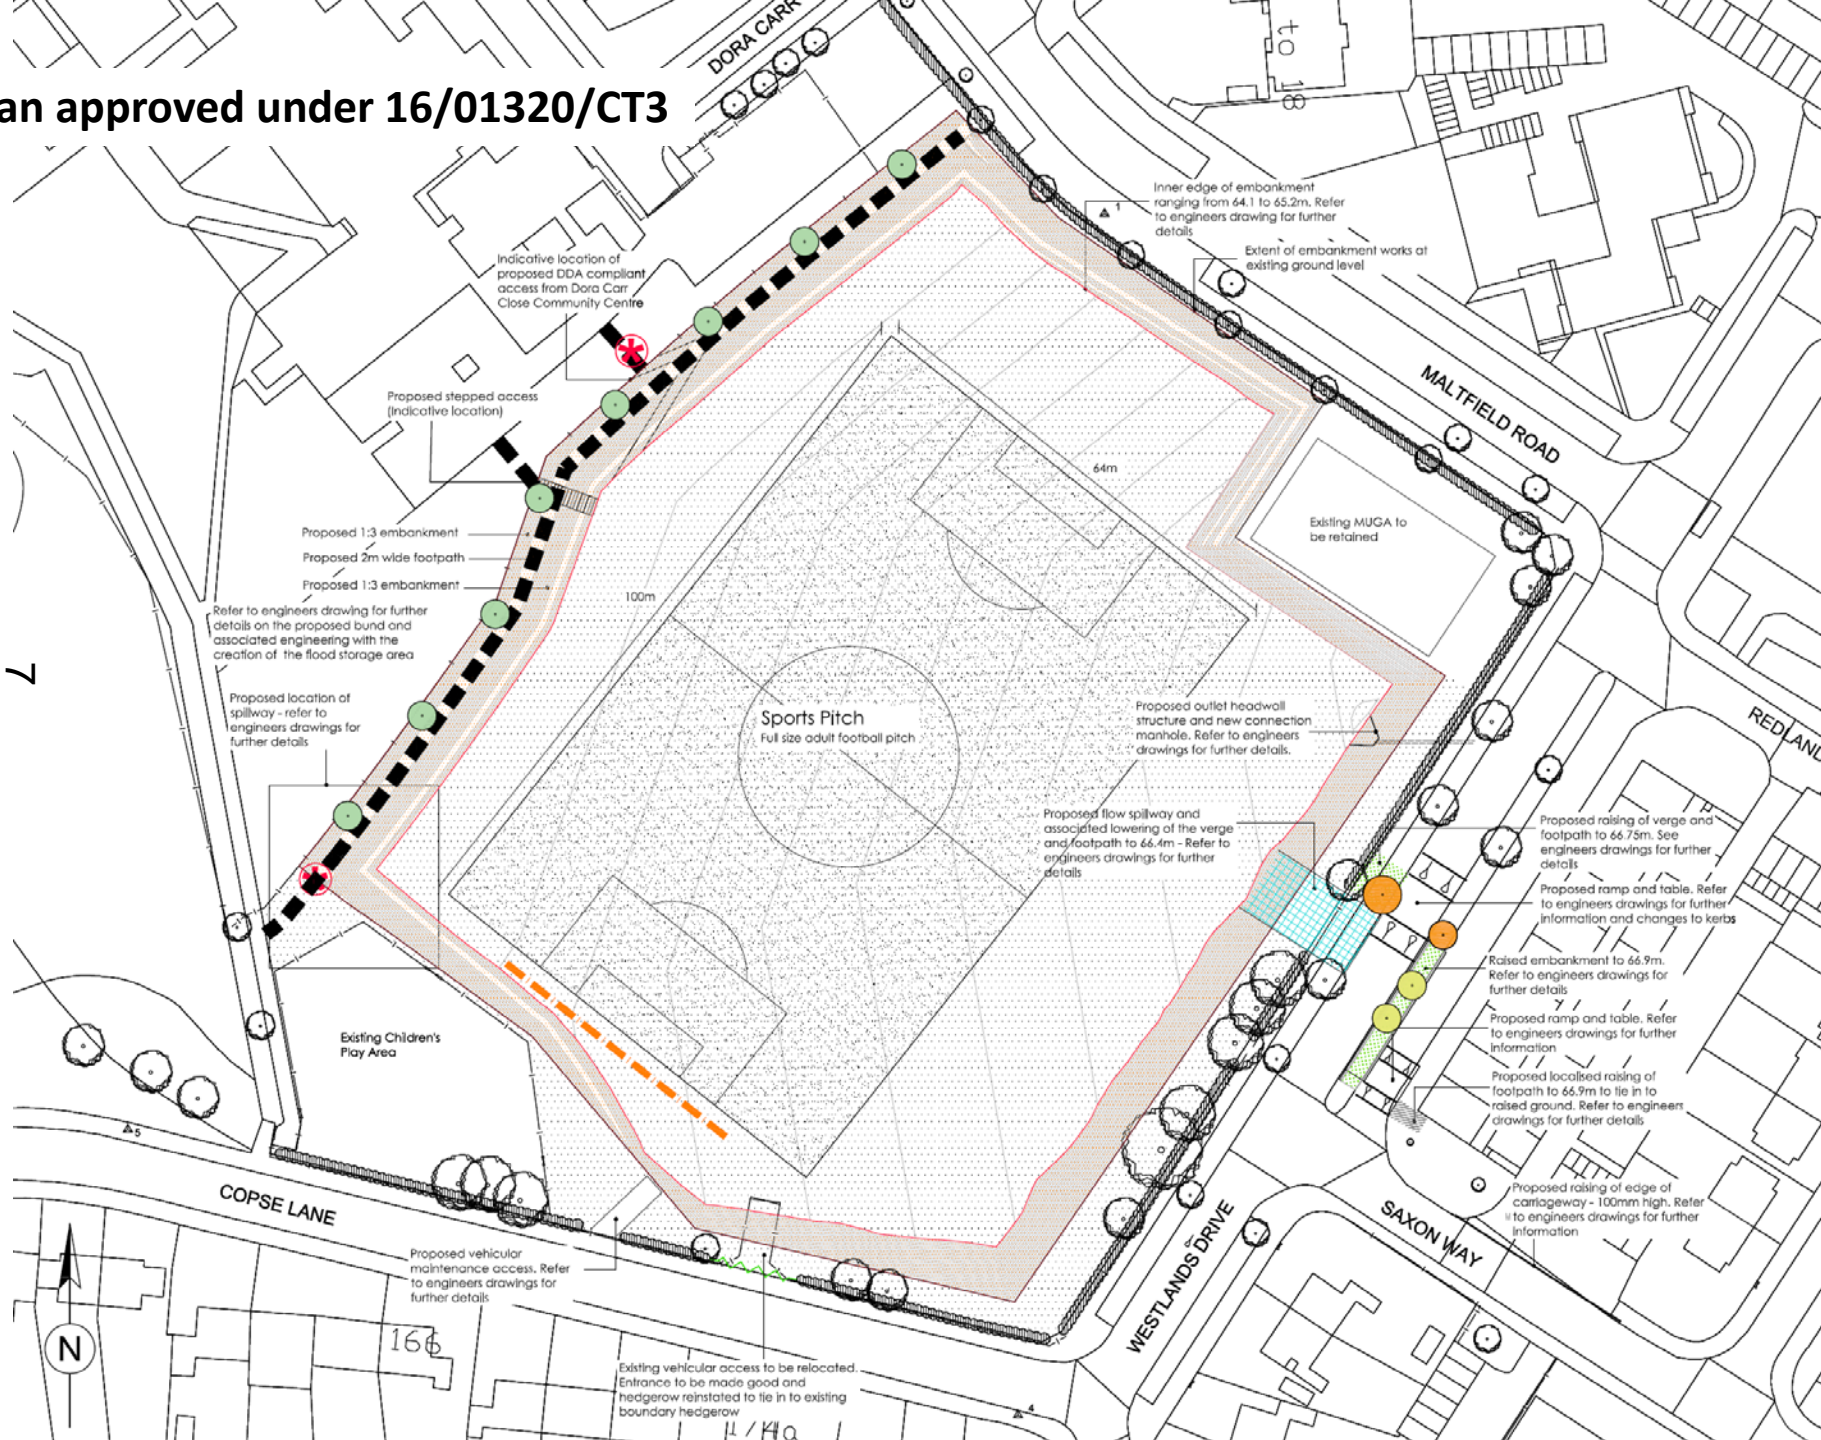 an approved under 16/01320/CT3
DORA CARR
to 18
Inner edge of embankment
ranging from 64.1 to 65.2m. Refer
to engineers drawing for further
details
1
Extent of embankment works at
existing ground level
Indicative location of
proposed DDA compliant
access from Dora Carr
Close Community Centre
MALTFIELD ROAD
Proposed stepped access
(Indicative location)
64m
Existing MUGA to
be retained
Proposed 1:3 embankment
Proposed 2m wide footpath
Proposed 1:3 embankment
100m
Refer to engineers drawing for further
details on the proposed bund and
associated engineering with the
creation of the flood storage area
7
Proposed location of
spillway - refer to
engineers drawings for
further details
Sports Pitch
Full size adult football pitch
Proposed outlet headwall
structure and new connection
manhole. Refer to engineers
drawings for further details.
REDLAND
Proposed flow spillway and
associated lowering of the verge
and footpath to 66.4m - Refer to
engineers drawings for further
details
Proposed raising of verge and
footpath to 66.75m. See
engineers drawings for further
details
Proposed ramp and table. Refer
to engineers drawings for further
information and changes to kerbs
Raised embankment to 66.9m.
Refer to engineers drawings for
further details
Proposed ramp and table. Refer
to engineers drawings for further
information
Existing Children's
Play Area
Proposed localised raising of
footpath to 66.9m to tie in to
raised ground. Refer to engineers
drawings for further details
5
COPSE LANE
Proposed raising of edge of
carriageway - 100mm high. Refer
to engineers drawings for further
information
SAXON WAY
WESTLANDS DRIVE
Proposed vehicular
maintenance access. Refer
to engineers drawings for
further details
N
166
Existing vehicular access to be relocated.
Entrance to be made good and
hedgerow reinstated to tie in to existing
boundary hedgerow
4